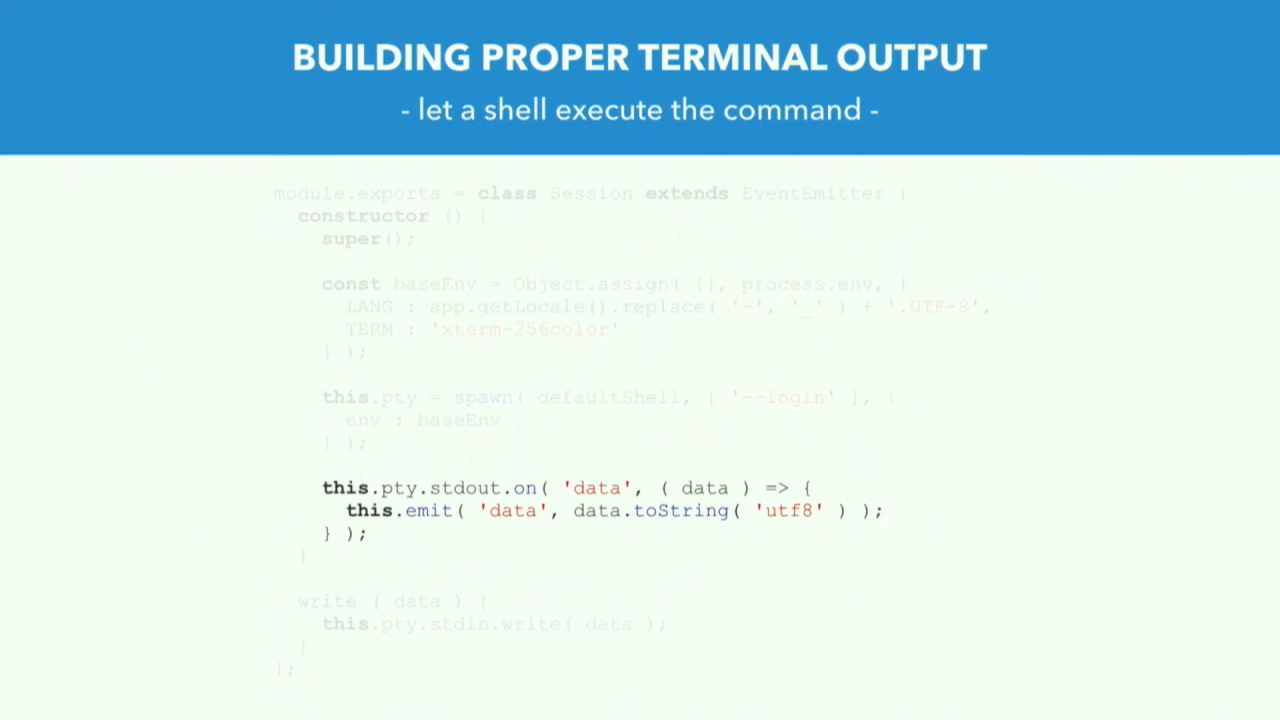 BUILDING PROPER TERMINAL OUTPUT
- let a shell execute the command -
module.exports = class Session extends EventEmitter {
constructor () {
super();
const baseEnv = Object.assign( {}, process.env, {
LANG : app.getLocale().replace( '-', '_' ) + '.UTF-8',
TERM : 'xterm-256color'
} );
this.pty = spawn( defaultShell, [ '--login' ], {
env : baseEnv
} );
this.pty.stdout.on( 'data', ( data ) => {
this.emit( 'data', data.toString( 'utf8' ) );
} );
}
write ( data ) {
this.pty.stdin.write( data );
}
};